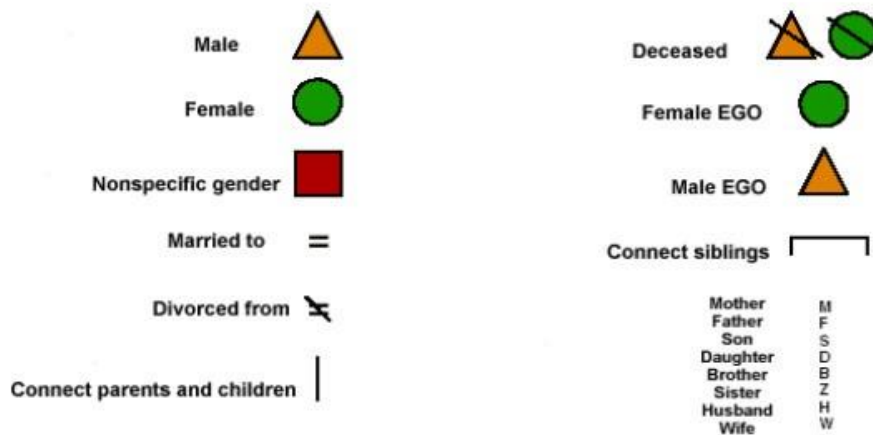 Male
Female
Nonspecific gender
Married to =
Divorced from =
Connect parents and children
Deceased
Female EGO
Male EGO
Connect siblings
Mother M
Father F
Son S
Daughter D
Brother B
Sister Z
Husband H
Wife W